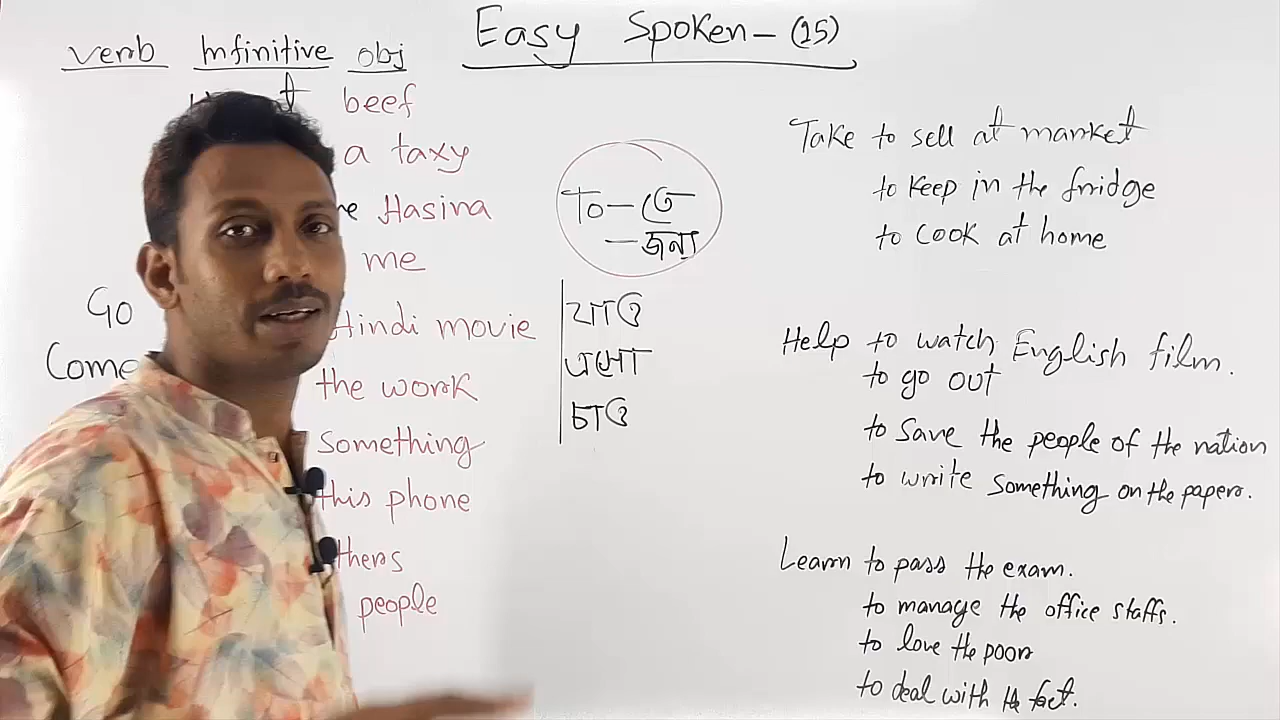 Easy Spoken - (15)
verb Infinitive obj
beef
a taxy
Hasina
me
Go Hindi movie
Come the work
something
this phone
thers
people
To - তে
- জন্য
যাও
এসো
চাও
Take to sell at market
to keep in the fridge
to cook at home
Help to watch English film.
to go out
to save the people of the nation
to write something on the papers.
Learn to pass the exam.
to manage the office staffs.
to love the poor
to deal with the fact.